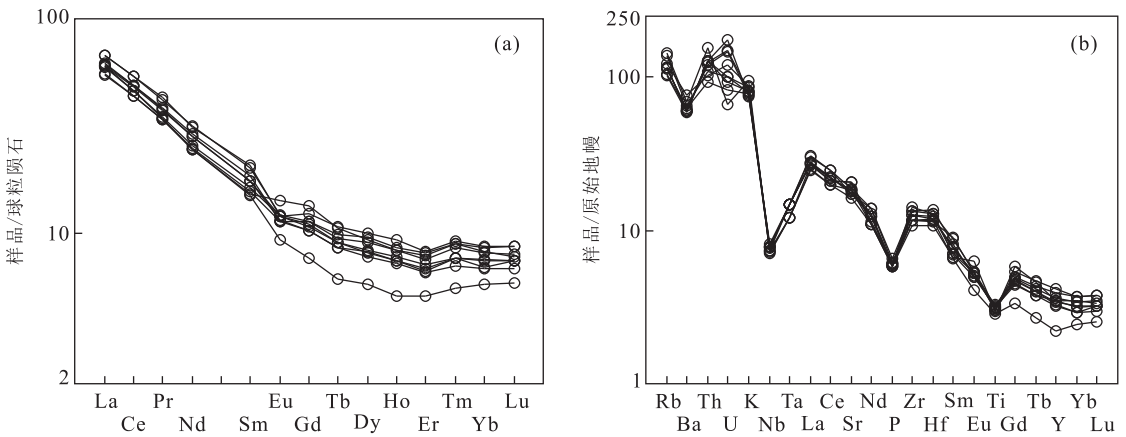 100
10
2
样品/球粒陨石
(a)
La Ce Pr Nd Sm Eu Gd Tb Dy Ho Er Tm Yb Lu
250
100
10
1
样品/原始地幔
(b)
Rb Ba Th U K Nb Ta La Ce Sr Nd P Zr Hf Sm Eu Ti Gd Tb Y Yb Lu